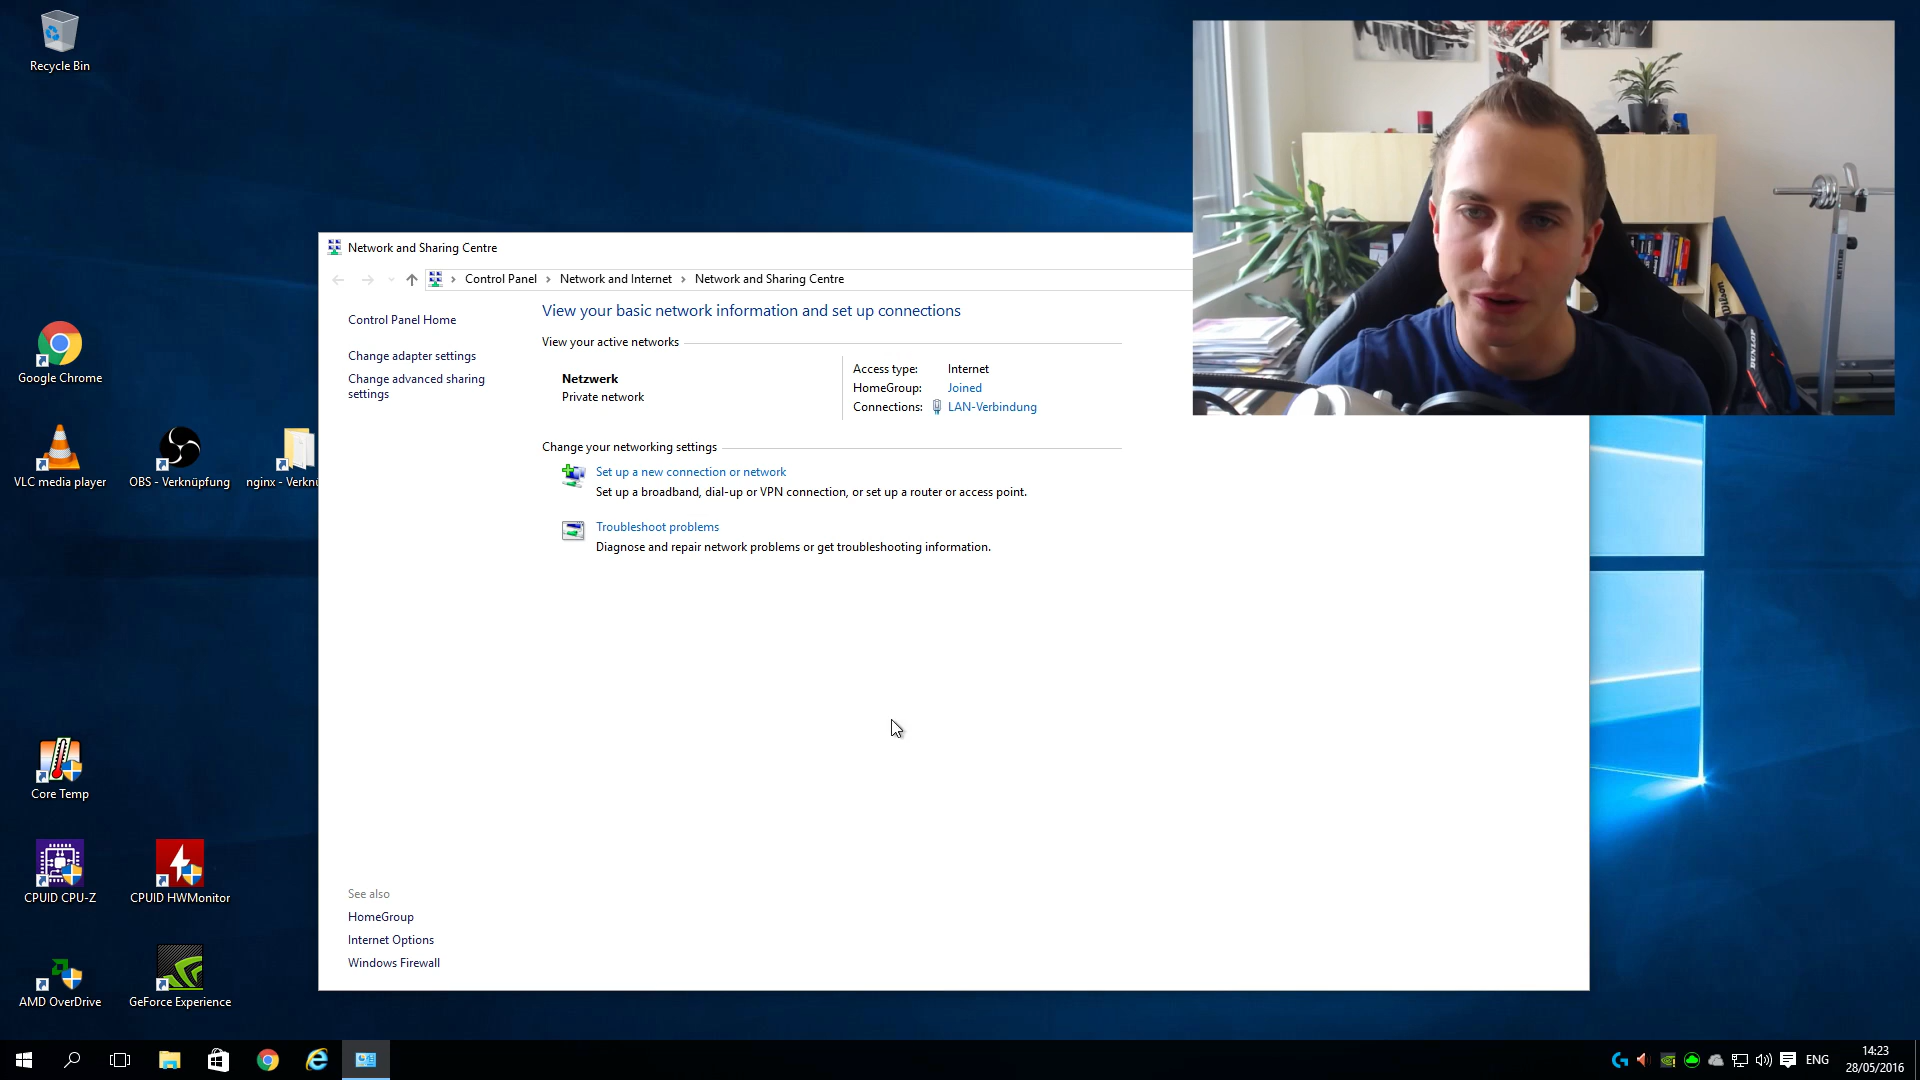 Recycle Bin
Google Chrome
VLC media player
OBS - Verknüpfung
nginx - Verknü
Core Temp
CPUID CPU-Z
CPUID HWMonitor
AMD OverDrive
GeForce Experience
Network and Sharing Centre
Control Panel
Network and Internet
Network and Sharing Centre
Control Panel Home
Change adapter settings
Change advanced sharing
settings
View your basic network information and set up connections
View your active networks
Netzwerk
Private network
Access type: Internet
HomeGroup: Joined
Connections: LAN-Verbindung
Change your networking settings
Set up a new connection or network
Set up a broadband, dial-up or VPN connection, or set up a router or access point.
Troubleshoot problems
Diagnose and repair network problems or get troubleshooting information.
See also
HomeGroup
Internet Options
Windows Firewall
KETTLER
DUNLOP
ENG
14:23
28/05/2016